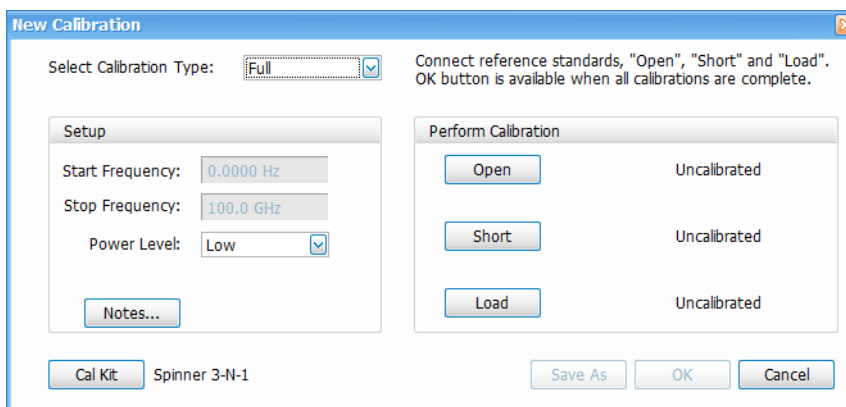 New Calibration
Select Calibration Type: Full
Connect reference standards, "Open", "Short" and "Load".
OK button is available when all calibrations are complete.
Setup
Start Frequency: 0.0000 Hz
Stop Frequency: 100.0 GHz
Power Level: Low
Notes...
Perform Calibration
Open Uncalibrated
Short Uncalibrated
Load Uncalibrated
Cal Kit Spinner 3-N-1
Save As OK Cancel